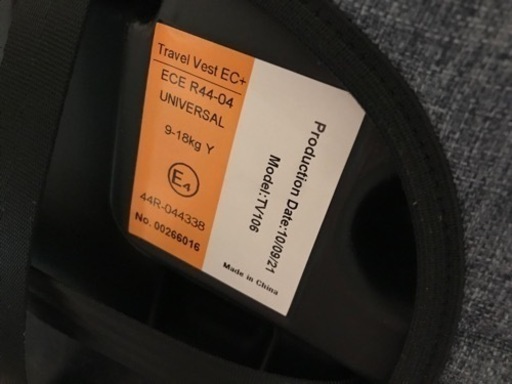 Travel Vest EC+
ECE R44-04
UNIVERSAL
9-18kg Y
E4
44R-044338
No. 00266016
Production Date:10/09/21
Model:TV106
Made in China